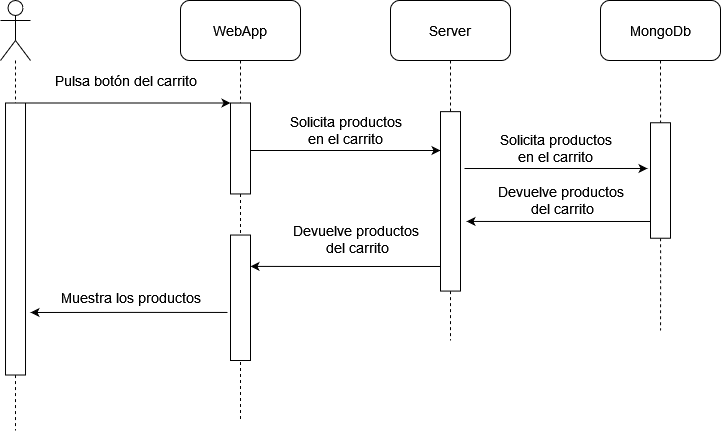 WebApp
Server
MongoDb
Pulsa botón del carrito
Solicita productos
en el carrito
Solicita productos
en el carrito
Devuelve productos
del carrito
Devuelve productos
del carrito
Muestra los productos